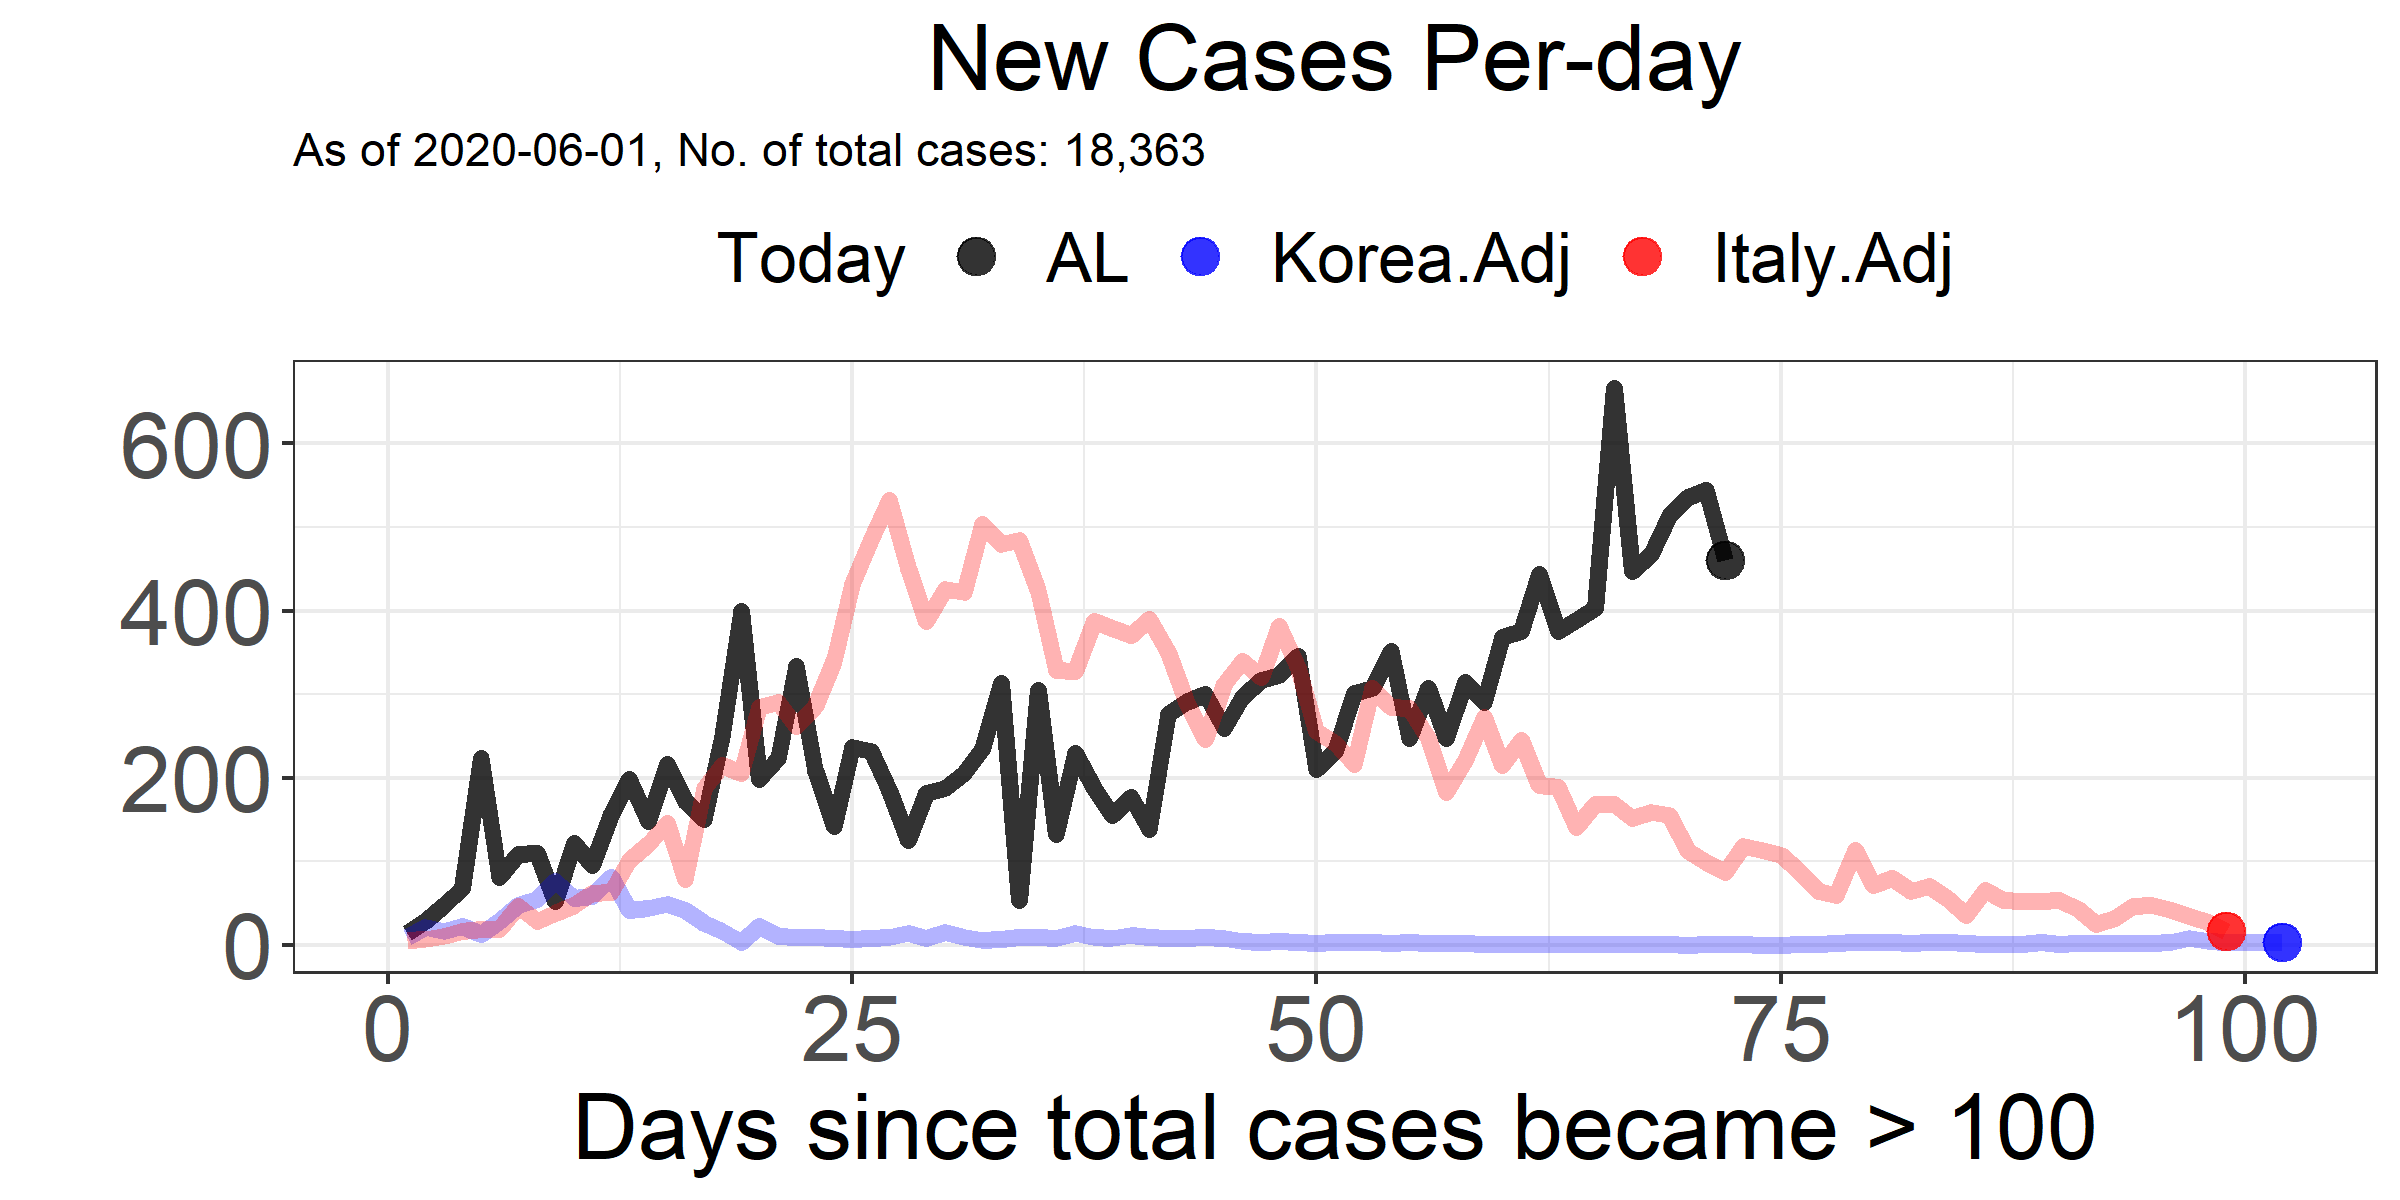 New Cases Per-day
As of 2020-06-01, No. of total cases: 18,363
Today AL Korea.Adj Italy.Adj
600
400
200
0
0 25 50 75 100
Days since total cases became > 100